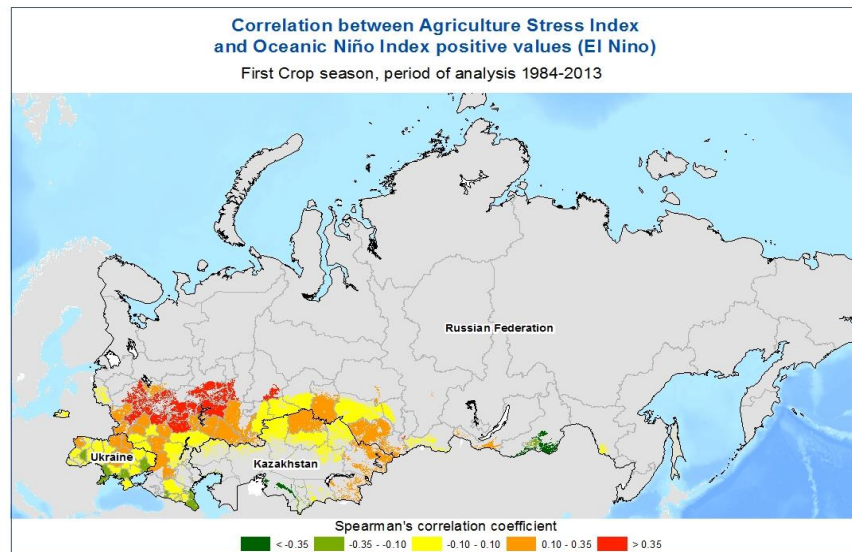 Correlation between Agriculture Stress Index
and Oceanic Niño Index positive values (El Nino)
First Crop season, period of analysis 1984-2013
Russian Federation
Ukraine
Kazakhstan
Spearman's correlation coefficient
< -0.35 -0.35 - -0.10 -0.10 - 0.10 0.10 - 0.35 > 0.35